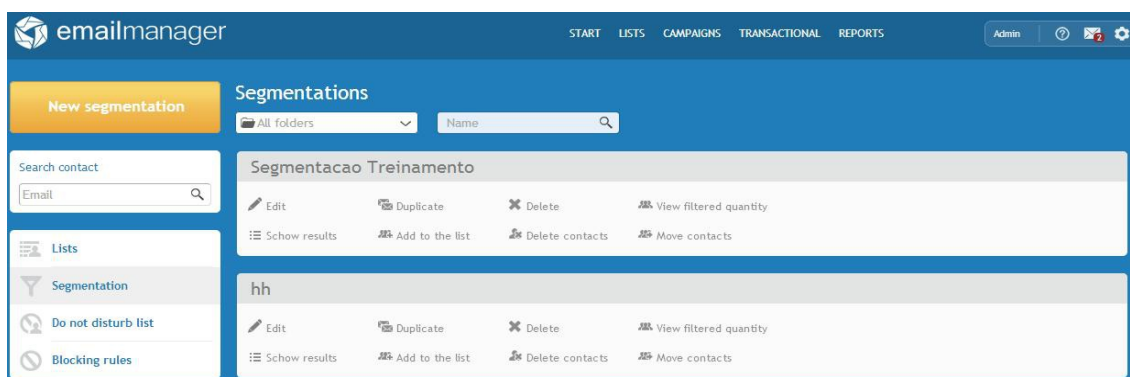 emailmanager
START LISTS CAMPAIGNS TRANSACTIONAL REPORTS
Admin
2
New segmentation
Segmentations
All folders
Name
Search contact
Email
Lists
Segmentation
Do not disturb list
Blocking rules
Segmentacao Treinamento
Edit Duplicate Delete View filtered quantity
Schow results Add to the list Delete contacts Move contacts
hh
Edit Duplicate Delete View filtered quantity
Schow results Add to the list Delete contacts Move contacts